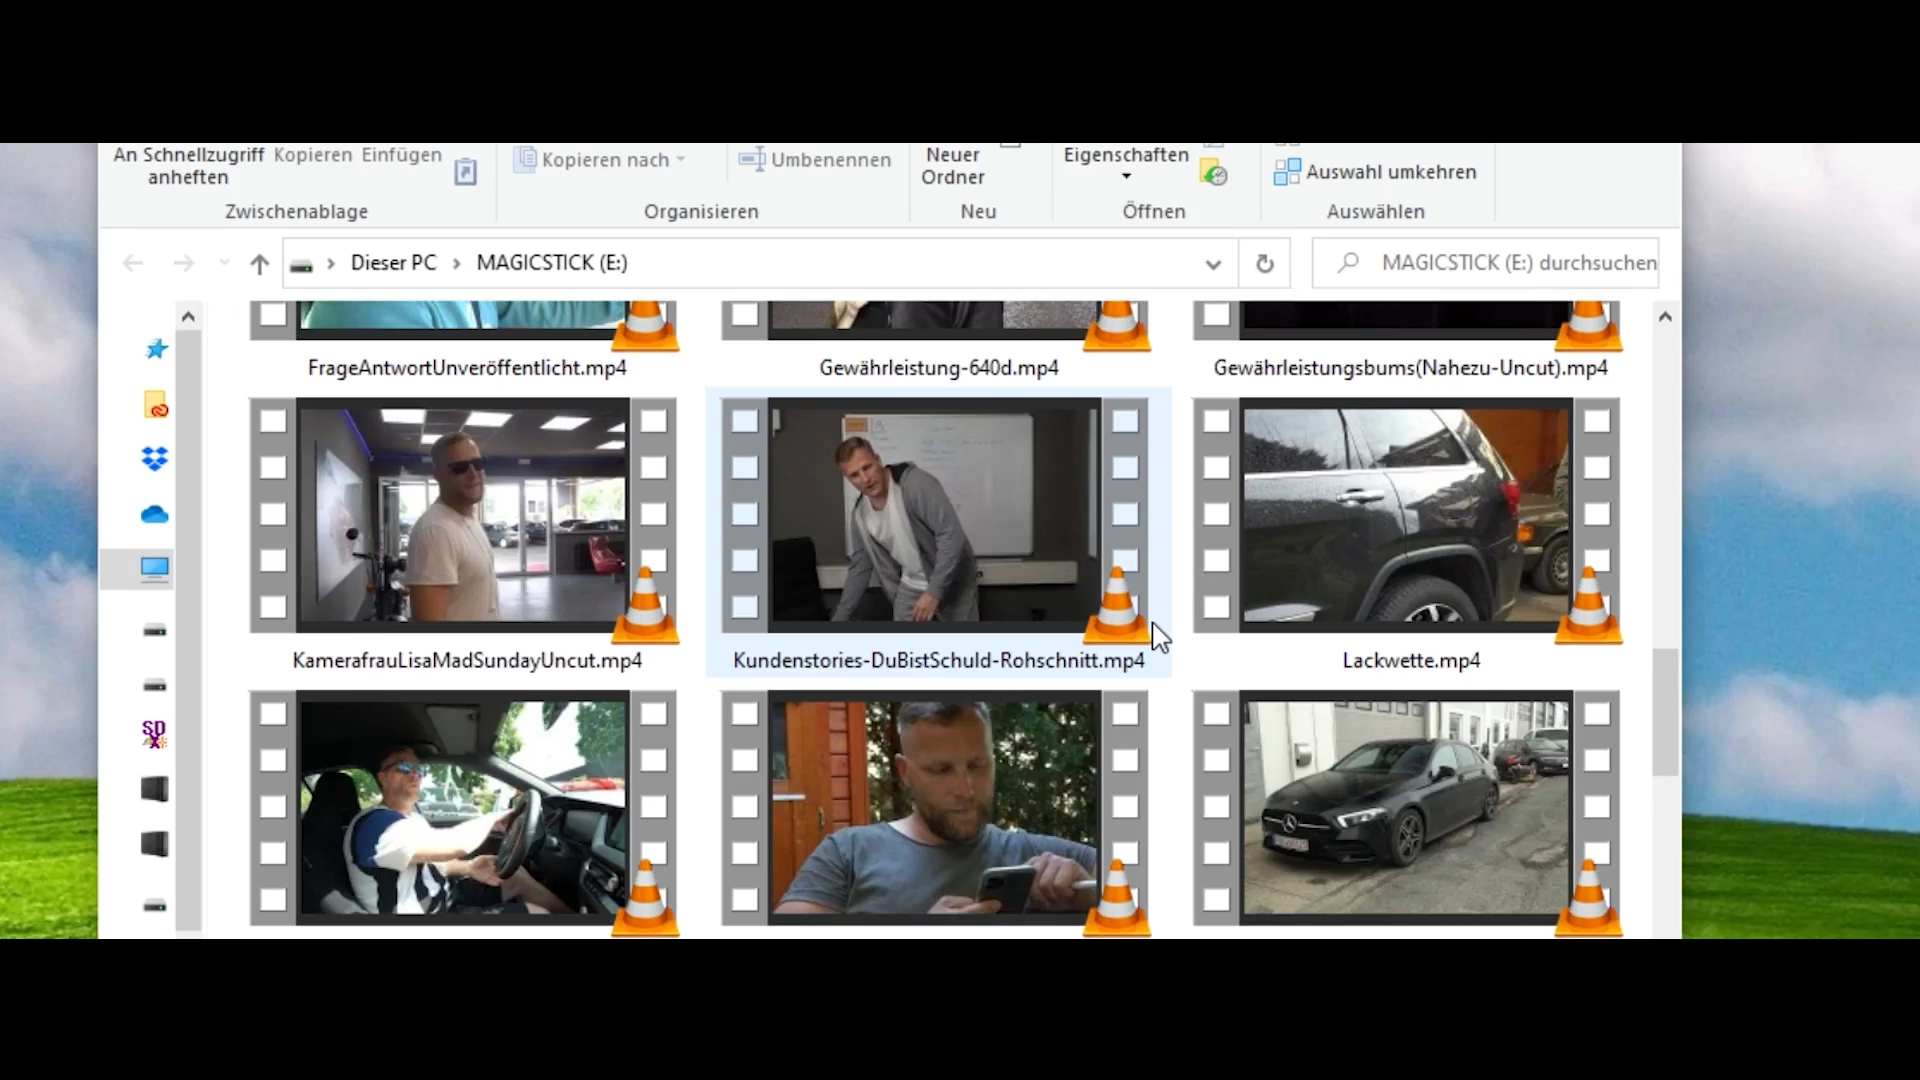 An Schnellzugriff anheften
Kopieren
Einfügen
Kopieren nach
Umbenennen
Neuer Ordner
Eigenschaften
Auswahl umkehren
Zwischenablage
Organisieren
Neu
Öffnen
Auswählen
Dieser PC
MAGICSTICK (E:)
MAGICSTICK (E:) durchsuchen
FrageAntwortUnveröffentlicht.mp4
Gewährleistung-640d.mp4
Gewährleistungsbums(Nahezu-Uncut).mp4
KamerafrauLisaMadSundayUncut.mp4
Kundenstories-DuBistSchuld-Rohschnitt.mp4
Lackwette.mp4
SD